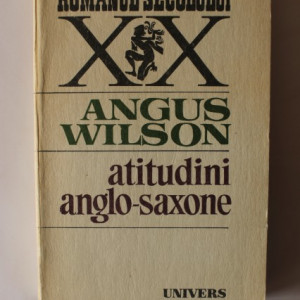 ROMANUL SECOLULUI
XX
ANGUS
WILSON
atitudini
anglo-saxone
UNIVERS